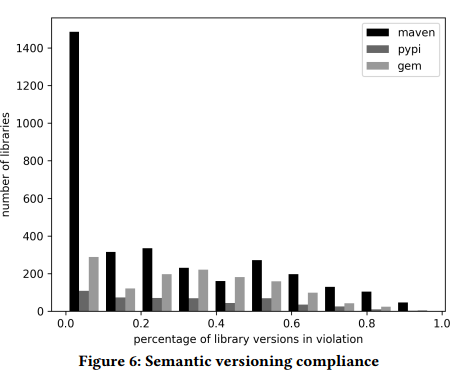 1400
1200
1000
800
600
400
200
0
number of libraries
maven
pypi
gem
0.0 0.2 0.4 0.6 0.8 1.0
percentage of library versions in violation
Figure 6: Semantic versioning compliance